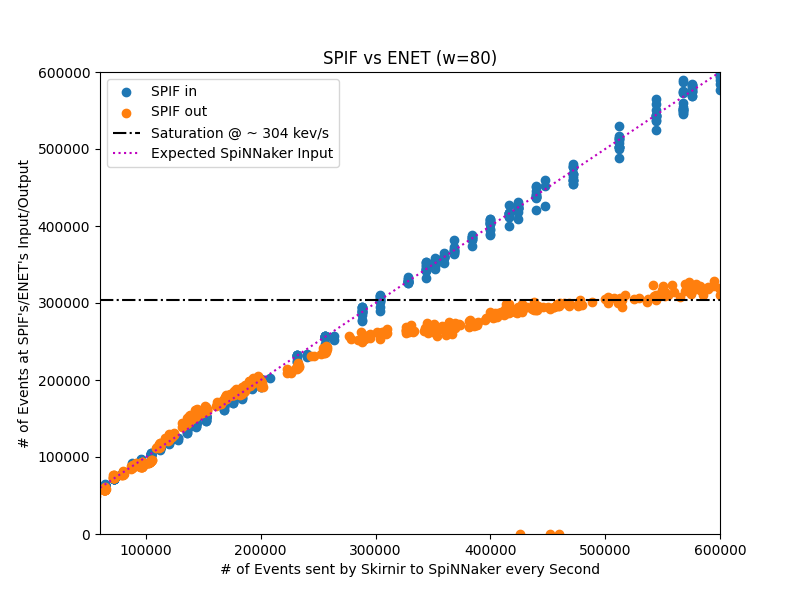 SPIF vs ENET (w=80)
600000
500000
400000
300000
200000
100000
0
# of Events at SPIF's/ENET's Input/Output
SPIF in
SPIF out
Saturation @ ~ 304 kev/s
Expected SpiNNaker Input
100000 200000 300000 400000 500000 600000
# of Events sent by Skirnir to SpiNNaker every Second